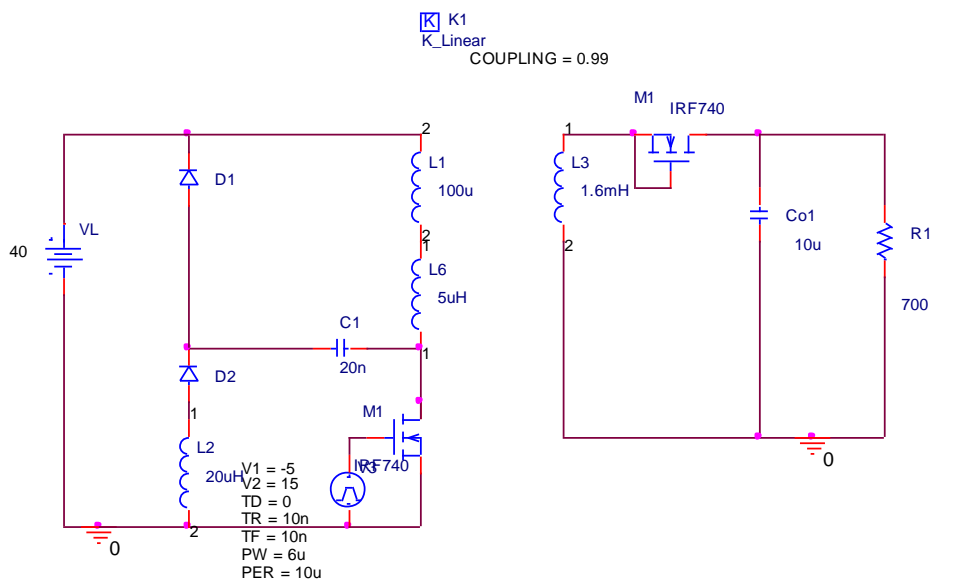 K K1
K_Linear
COUPLING = 0.99
M1
IRF740
2
L1
100u
2
1
L6
5uH
1
1
L3
1.6mH
2
D1
VL
40
Co1
10u
R1
700
C1
20n
D2
1
L2
20uH
2
M1
IRF740
V3
V1 = -5
V2 = 15
TD = 0
TR = 10n
TF = 10n
PW = 6u
PER = 10u
0
0